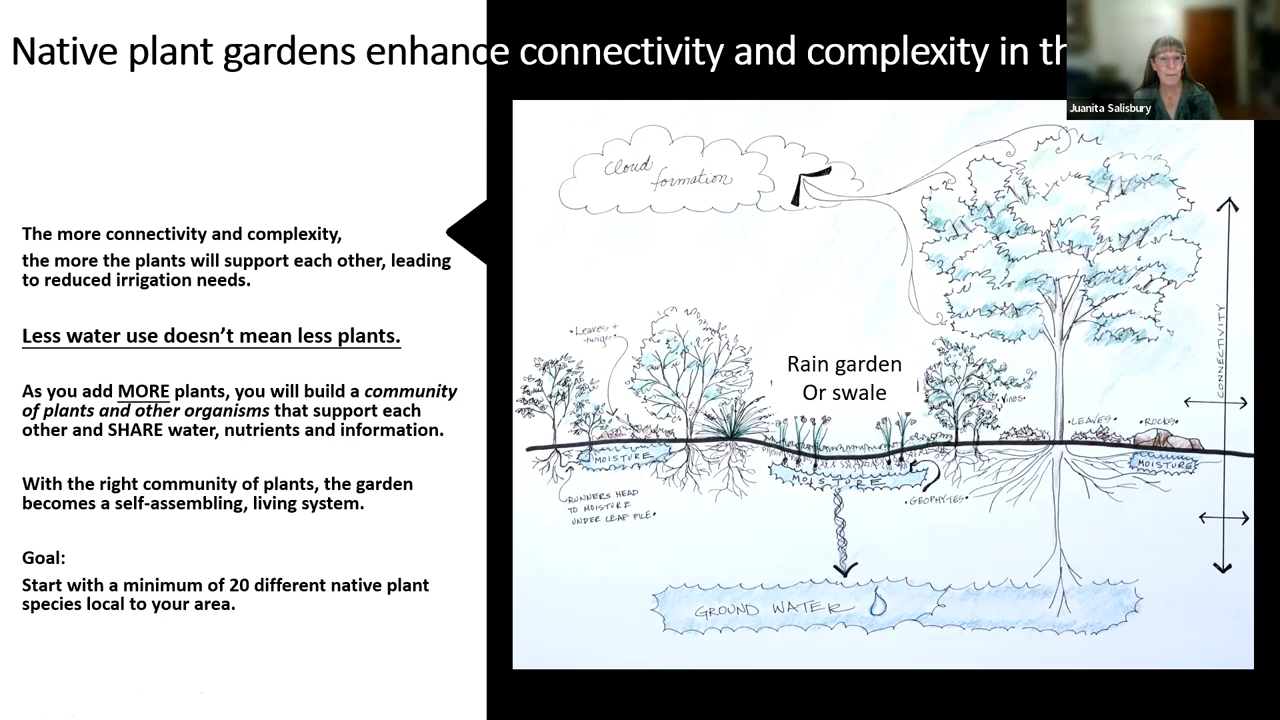 Native plant gardens enhance connectivity and complexity in th
Juanita Salisbury
The more connectivity and complexity,
the more the plants will support each other, leading
to reduced irrigation needs.
Less water use doesn't mean less plants.
As you add MORE plants, you will build a community
of plants and other organisms that support each
other and SHARE water, nutrients and information.
With the right community of plants, the garden
becomes a self-assembling, living system.
Goal:
Start with a minimum of 20 different native plant
species local to your area.
Cloud
formation
CONNECTIVITY
•Leaves +
twigs•
Rain garden
Or swale
•Vines•
•LEAVES•
•ROCKS•
MOISTURE
MOISTURE
MOISTURE
RUNNERS HEAD
TO MOISTURE
UNDER LEAF PILE•
•GEOPHYTES•
GROUND WATER